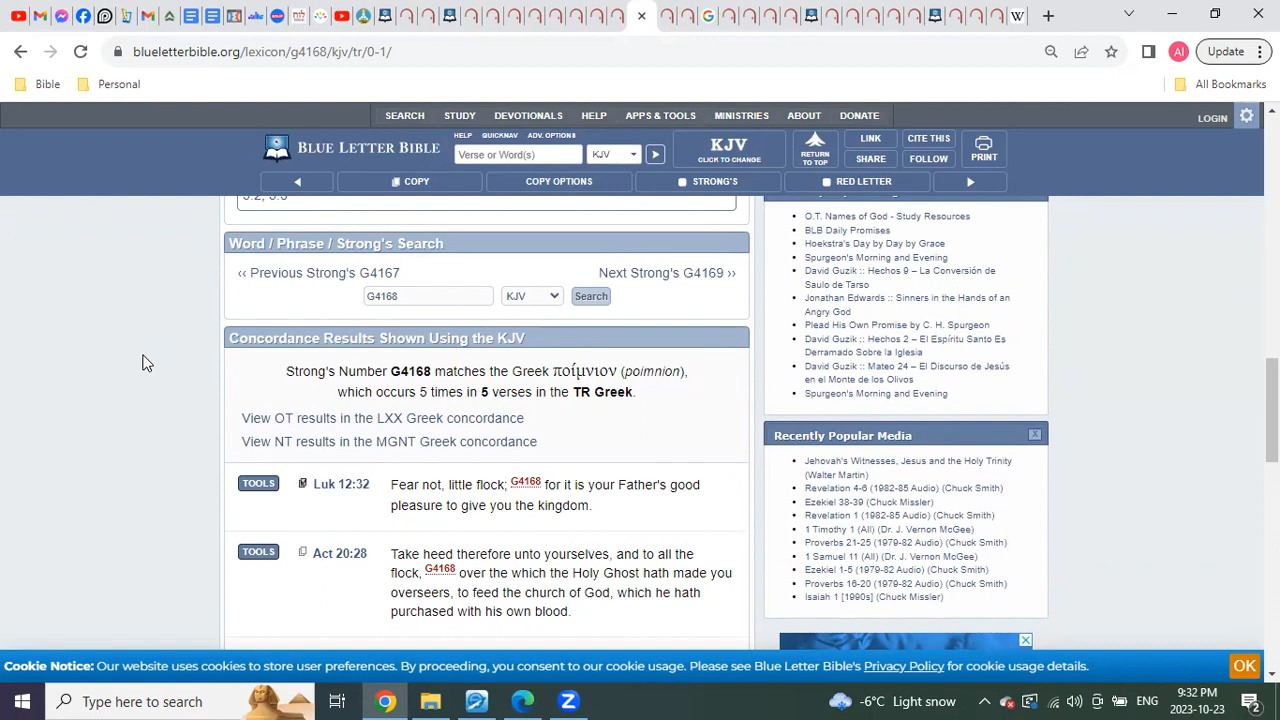 blueletterbible.org/lexicon/g4168/kjv/tr/0-1/
AI
Update
Bible
Personal
All Bookmarks
SEARCH STUDY DEVOTIONALS HELP APPS & TOOLS MINISTRIES ABOUT DONATE
LOGIN
BLUE LETTER BIBLE
HELP QUICKNAV ADV. OPTIONS
Verse or Word(s)
KJV
KJV
CLICK TO CHANGE
RETURN
TO TOP
LINK
CITE THIS
SHARE
FOLLOW
PRINT
COPY
COPY OPTIONS
STRONG'S
RED LETTER
Word / Phrase / Strong's Search
‹‹ Previous Strong's G4167
Next Strong's G4169 ››
G4168
KJV
Search
Concordance Results Shown Using the KJV
Strong's Number G4168 matches the Greek ποίμνιον (poimnion),
which occurs 5 times in 5 verses in the TR Greek.
View OT results in the LXX Greek concordance
View NT results in the MGNT Greek concordance
TOOLS
Luk 12:32
Fear not, little flock; G4168 for it is your Father's good
pleasure to give you the kingdom.
TOOLS
Act 20:28
Take heed therefore unto yourselves, and to all the
flock, G4168 over the which the Holy Ghost hath made you
overseers, to feed the church of God, which he hath
purchased with his own blood.
O.T. Names of God - Study Resources
BLB Daily Promises
Hoekstra's Day by Day by Grace
Spurgeon's Morning and Evening
David Guzik :: Hechos 9 – La Conversión de
Saulo de Tarso
Jonathan Edwards :: Sinners in the Hands of an
Angry God
Plead His Own Promise by C. H. Spurgeon
David Guzik :: Hechos 2 – El Espíritu Santo Es
Derramado Sobre la Iglesia
David Guzik :: Mateo 24 – El Discurso de Jesús
en el Monte de los Olivos
Spurgeon's Morning and Evening
Recently Popular Media
Jehovah's Witnesses, Jesus and the Holy Trinity
(Walter Martin)
Revelation 4-6 (1982-85 Audio) (Chuck Smith)
Ezekiel 38-39 (Chuck Missler)
Revelation 1 (1982-85 Audio) (Chuck Smith)
1 Timothy 1 (All) (Dr. J. Vernon McGee)
Proverbs 21-25 (1979-82 Audio) (Chuck Smith)
1 Samuel 11 (All) (Dr. J. Vernon McGee)
Ezekiel 1-5 (1979-82 Audio) (Chuck Smith)
Proverbs 16-20 (1979-82 Audio) (Chuck Smith)
Isaiah 1 [1990s] (Chuck Missler)
Cookie Notice: Our website uses cookies to store user preferences. By proceeding, you consent to our cookie usage. Please see Blue Letter Bible's Privacy Policy for cookie usage details.
OK
Type here to search
-6°C Light snow
ENG
9:32 PM
2023-10-23
2